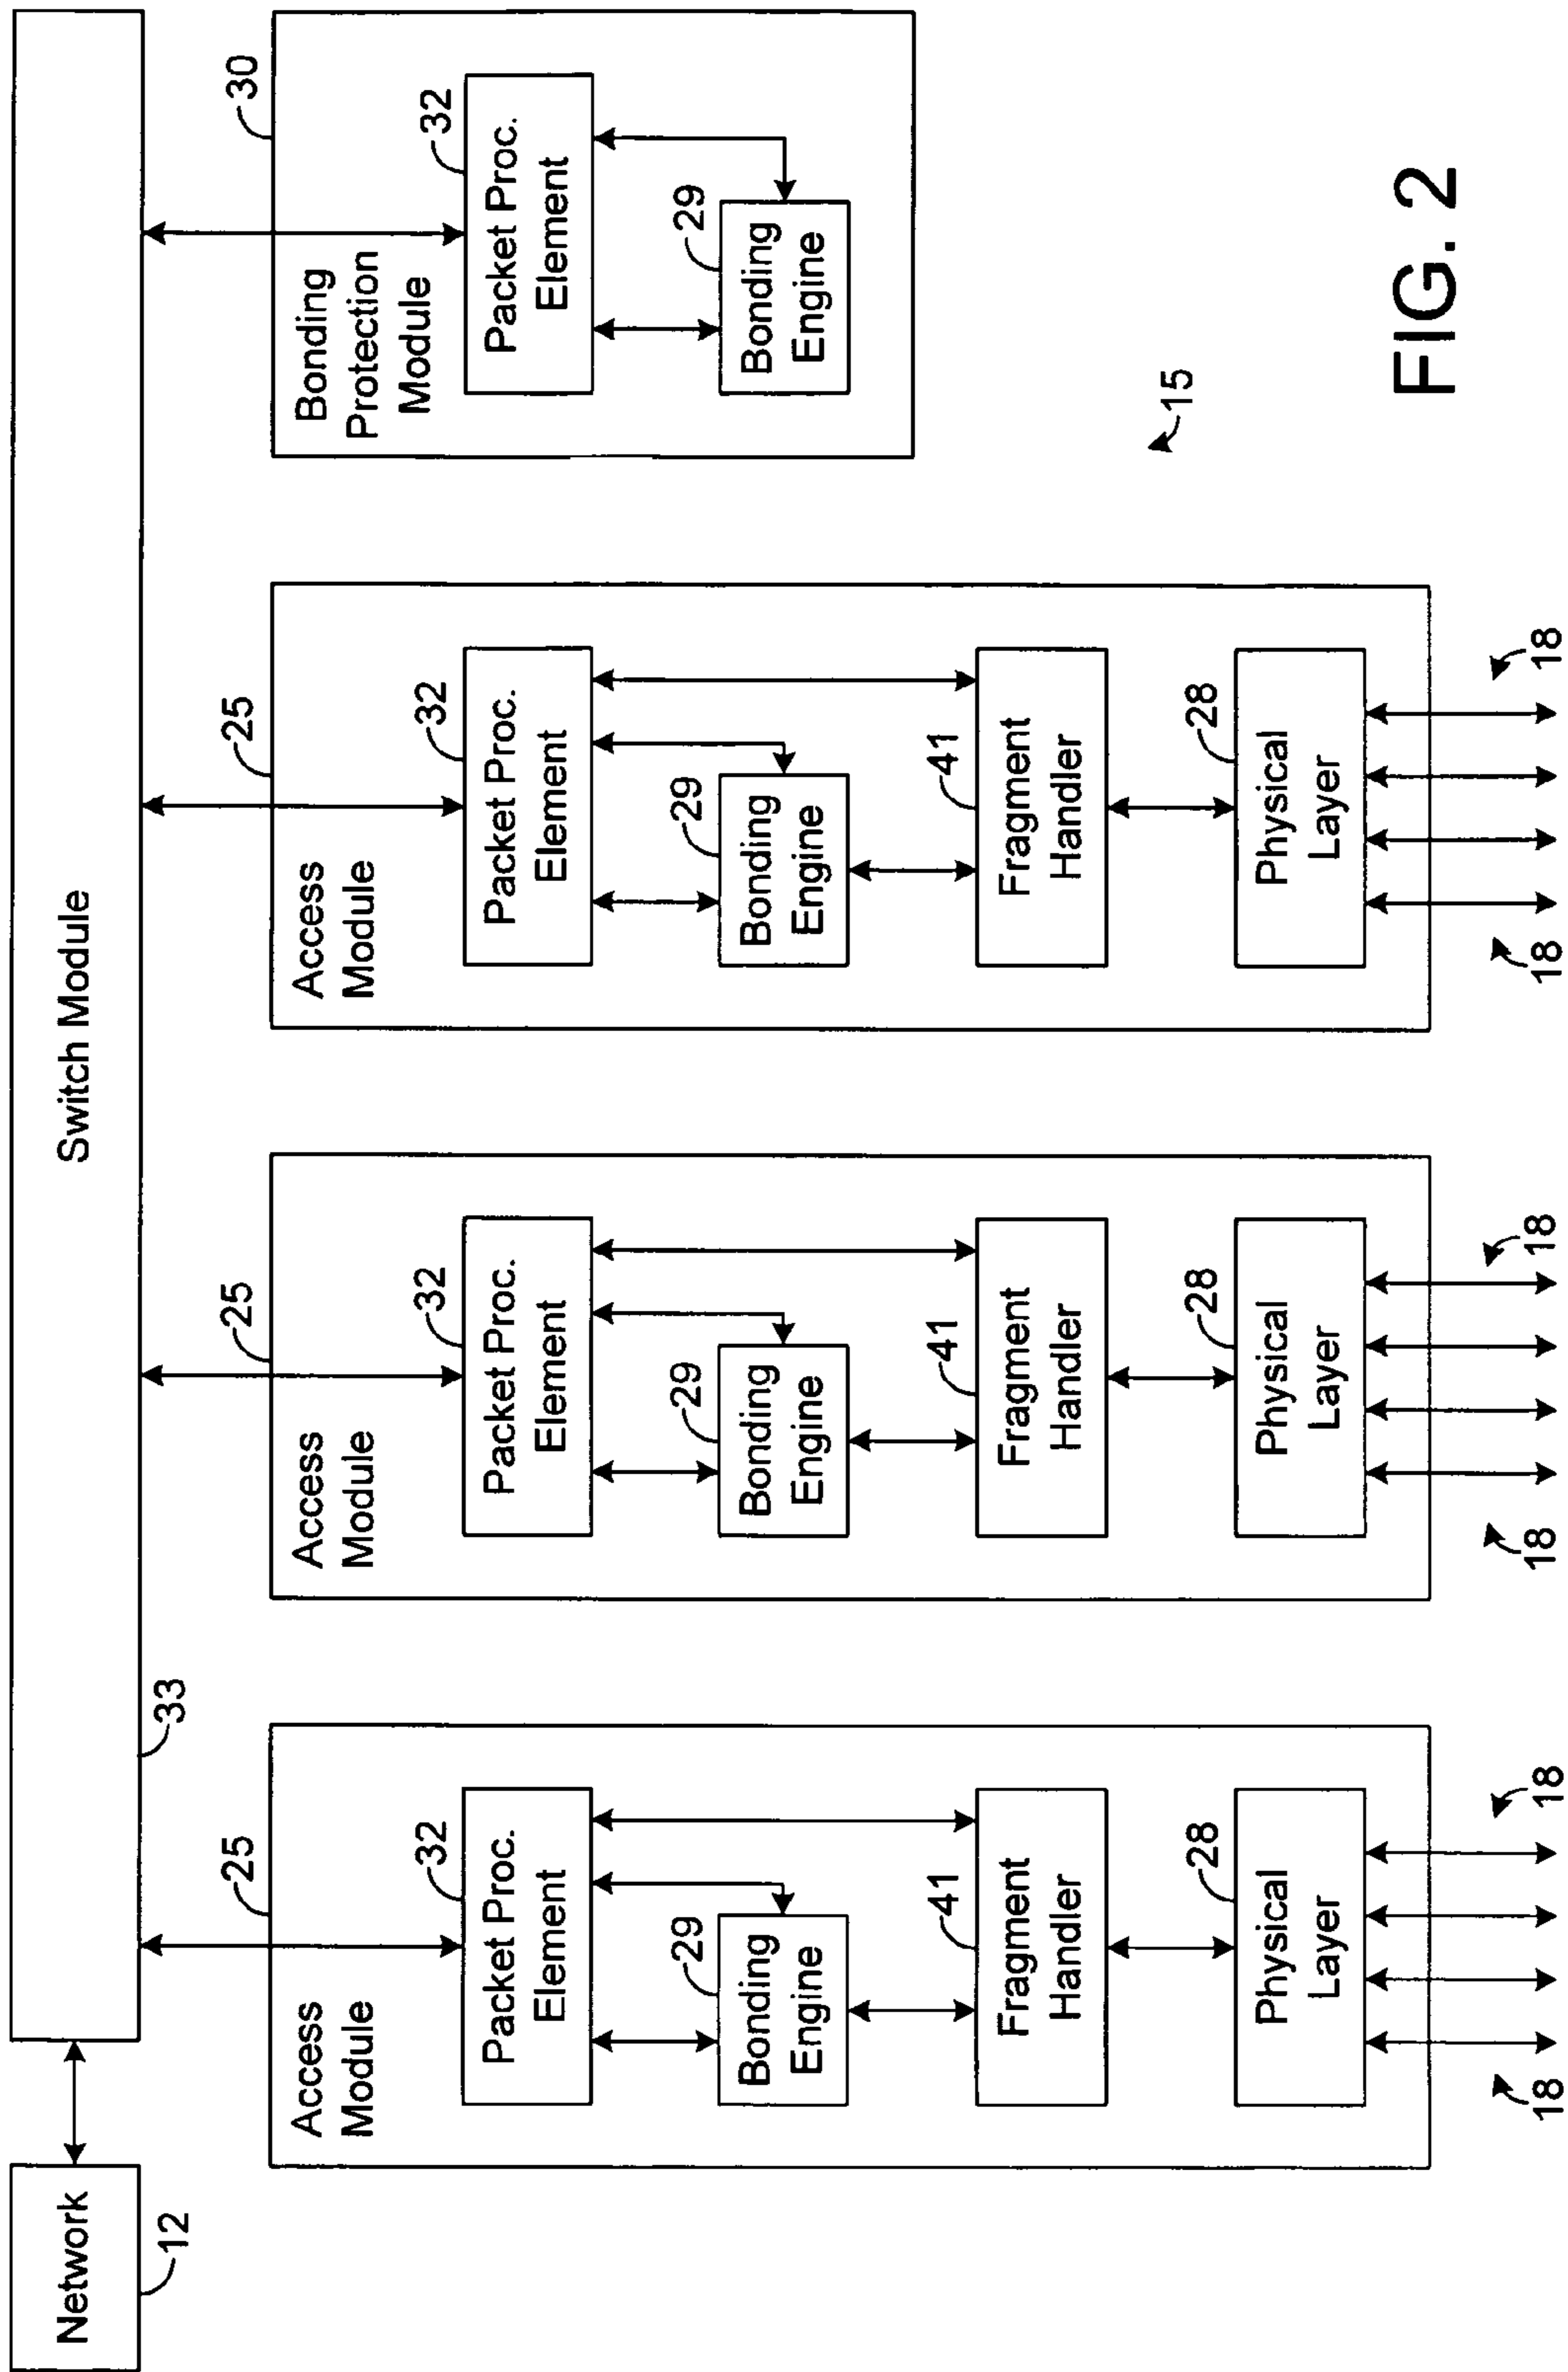 Network
12
Switch Module
33
Access
Module
25
Packet Proc.
Element
32
Bonding
Engine
29
Fragment
Handler
41
Physical
Layer
28
18
18
Access
Module
25
Packet Proc.
Element
32
Bonding
Engine
29
Fragment
Handler
41
Physical
Layer
28
18
18
Access
Module
25
Packet Proc.
Element
32
Bonding
Engine
29
Fragment
Handler
41
Physical
Layer
28
18
18
Bonding
Protection
Module
30
Packet Proc.
Element
32
Bonding
Engine
29
15
FIG. 2